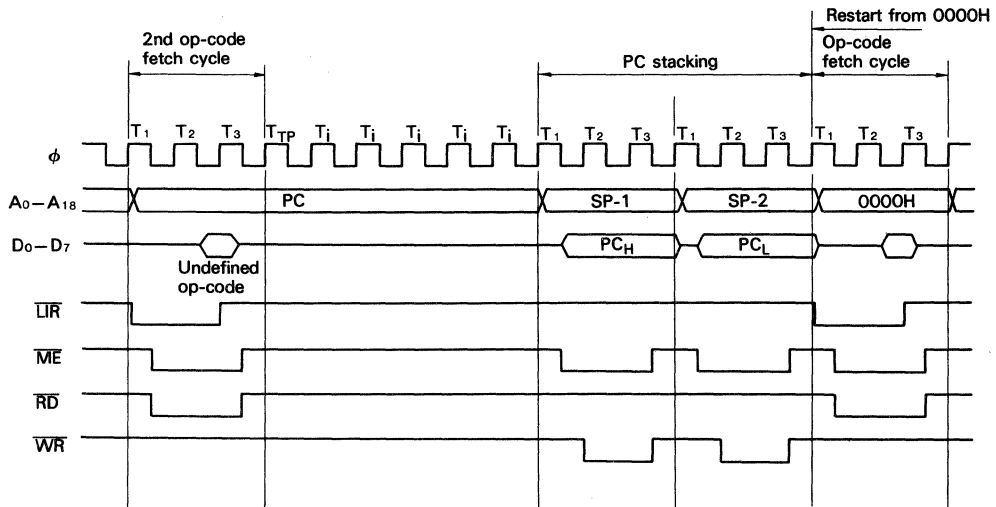 Restart from 0000H
2nd op-code
fetch cycle
PC stacking
Op-code
fetch cycle
T1 T2 T3 TTP Ti Ti Ti Ti Ti T1 T2 T3 T1 T2 T3 T1 T2 T3
φ
A0–A18 PC SP-1 SP-2 0000H
D0–D7 PCH PCL
Undefined
op-code
LIR
ME
RD
WR